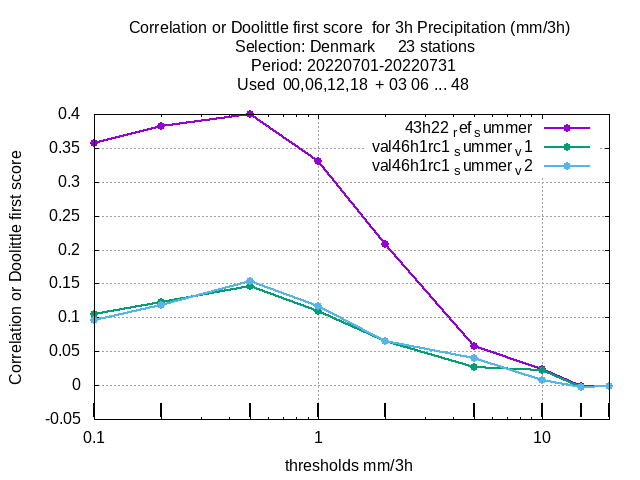 Correlation or Doolittle first score for 3h Precipitation (mm/3h)
Selection: Denmark 23 stations
Period: 20220701-20220731
Used 00,06,12,18 + 03 06 ... 48
43h22 ref summer
val46h1rc1 summer v1
val46h1rc1 summer v2
0.4
0.35
0.3
0.25
0.2
0.15
0.1
0.05
0
-0.05
Correlation or Doolittle first score
0.1 1 10
thresholds mm/3h